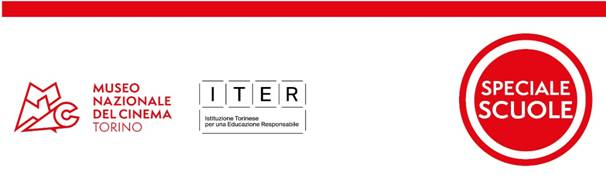 MUSEO
NAZIONALE
DEL CINEMA
TORINO
ITER
Istituzione Torinese
per una Educazione Responsabile
SPECIALE
SCUOLE